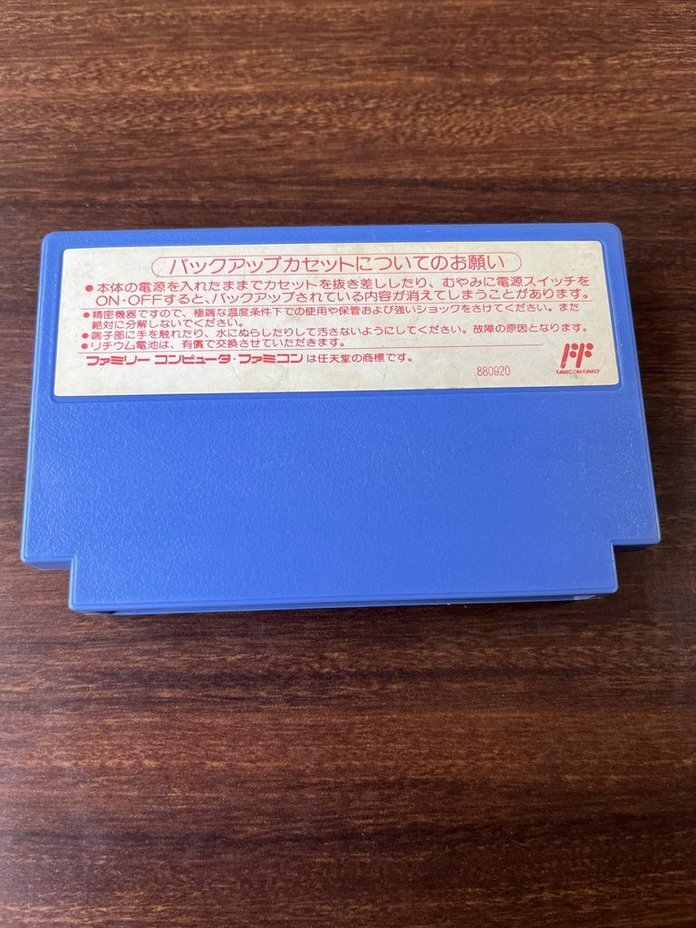 バックアップカセットについてのお願い
●本体の電源を入れたままでカセットを抜き差ししたり、むやみに電源スイッチを
ON・OFFすると、バックアップされている内容が消えてしまうことがあります。
●精密機器ですので、極端な温度条件下での使用や保管および強いショックをさけてください。また
絶対に分解しないでください。
●端子部に手を触れたり、水にぬらしたりして汚さないようにしてください。故障の原因となります。
●リチウム電池は、有償で交換させていただきます。
ファミリー コンピュータ・ファミコン は任天堂の商標です。
880920
FAMICOM FAMILY